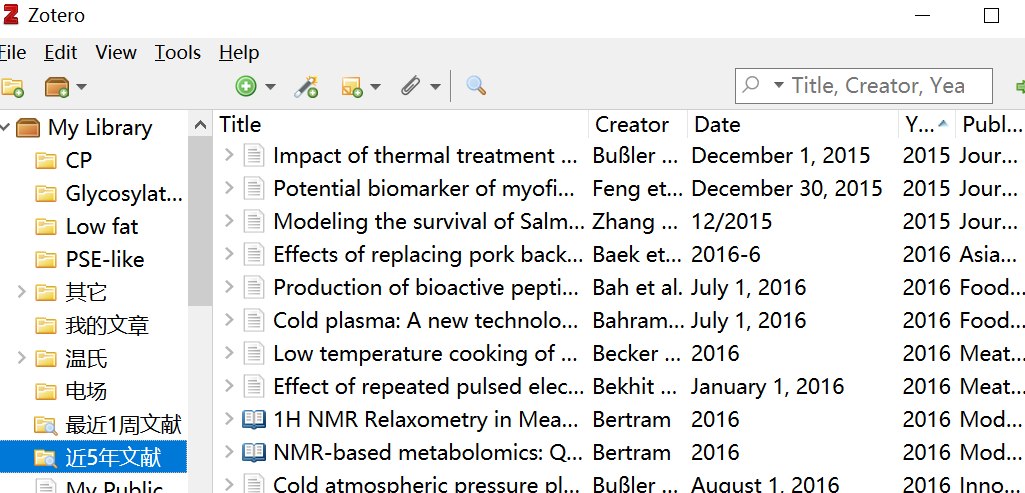 Zotero
File Edit View Tools Help
Title, Creator, Yea
My Library
CP
Glycosylat...
Low fat
PSE-like
其它
我的文章
温氏
电场
最近1周文献
近5年文献
My Public
Title Creator Date Y... Publ...
Impact of thermal treatment ... Bußler ... December 1, 2015 2015 Jour...
Potential biomarker of myofi... Feng et... December 30, 2015 2015 Jour...
Modeling the survival of Salm... Zhang ... 12/2015 2015 Jour...
Effects of replacing pork back... Baek et... 2016-6 2016 Asia...
Production of bioactive pepti... Bah et al. July 1, 2016 2016 Food...
Cold plasma: A new technolo... Bahram... July 1, 2016 2016 Food...
Low temperature cooking of ... Becker ... 2016 2016 Meat...
Effect of repeated pulsed elec... Bekhit ... January 1, 2016 2016 Meat...
1H NMR Relaxometry in Mea... Bertram 2016 2016 Mod...
NMR-based metabolomics: Q... Bertram 2016 2016 Mod...
Cold atmospheric pressure pl... Bußler ... August 1, 2016 2016 Inno...